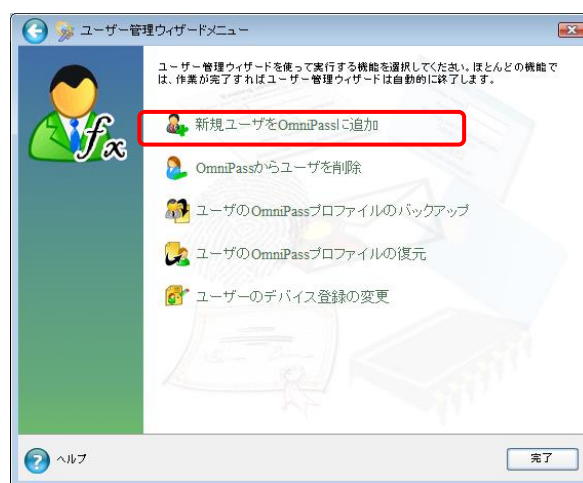 ユーザー管理ウィザードメニュー
ユーザー管理ウィザードを使って実行する機能を選択してください。ほとんどの機能で
は、作業が完了すればユーザー管理ウィザードは自動的に終了します。
fx
新規ユーザをOmniPassに追加
OmniPassからユーザを削除
ユーザのOmniPassプロファイルのバックアップ
ユーザのOmniPassプロファイルの復元
ユーザーのデバイス登録の変更
ヘルプ
完了